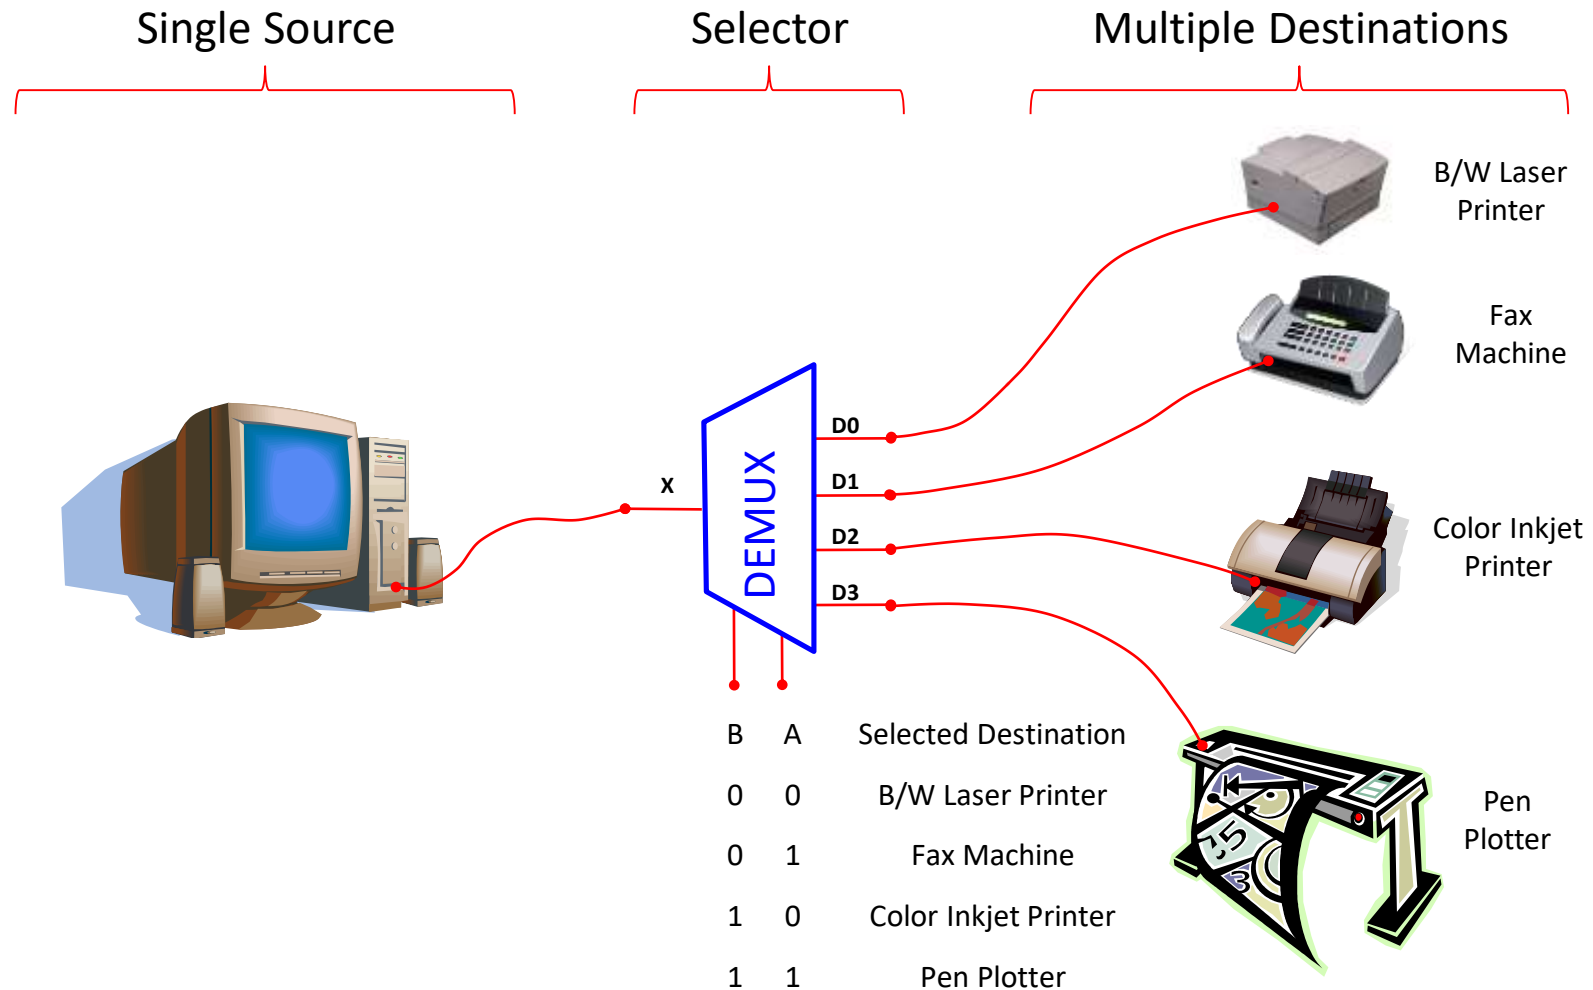 Single Source
Selector
Multiple Destinations
B/W Laser
Printer
Fax
Machine
D0
X
D1
DEMUX
D2
D3
Color Inkjet
Printer
B A Selected Destination
0 0 B/W Laser Printer
0 1 Fax Machine
1 0 Color Inkjet Printer
1 1 Pen Plotter
Pen
Plotter
35
3